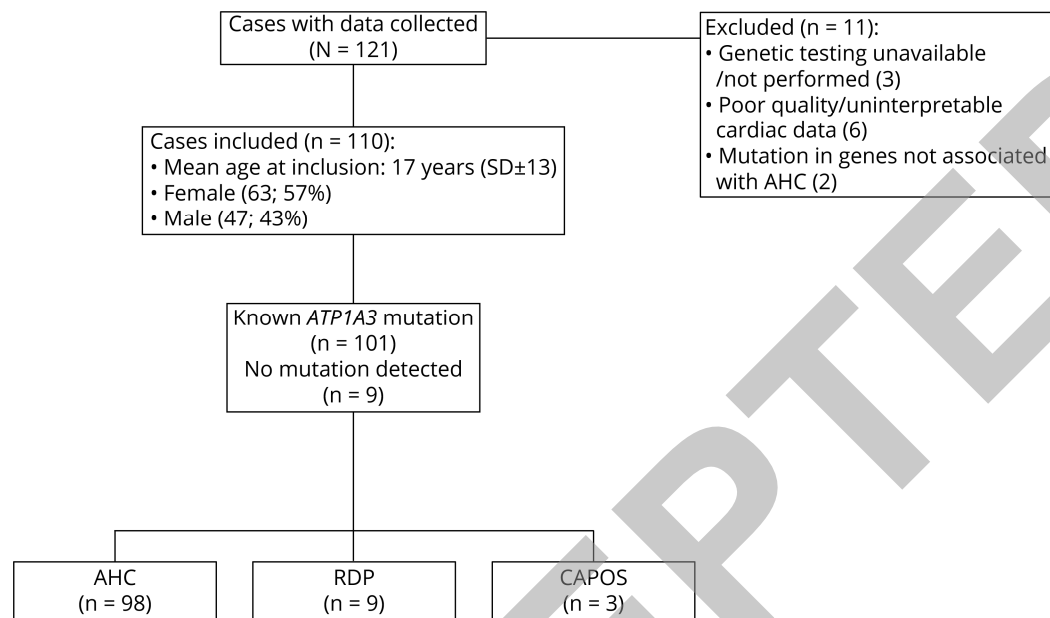 Cases with data collected
(N = 121)
Excluded (n = 11):
• Genetic testing unavailable
/not performed (3)
• Poor quality/uninterpretable
cardiac data (6)
• Mutation in genes not associated
with AHC (2)
Cases included (n = 110):
• Mean age at inclusion: 17 years (SD±13)
• Female (63; 57%)
• Male (47; 43%)
Known ATP1A3 mutation
(n = 101)
No mutation detected
(n = 9)
AHC
(n = 98)
RDP
(n = 9)
CAPOS
(n = 3)